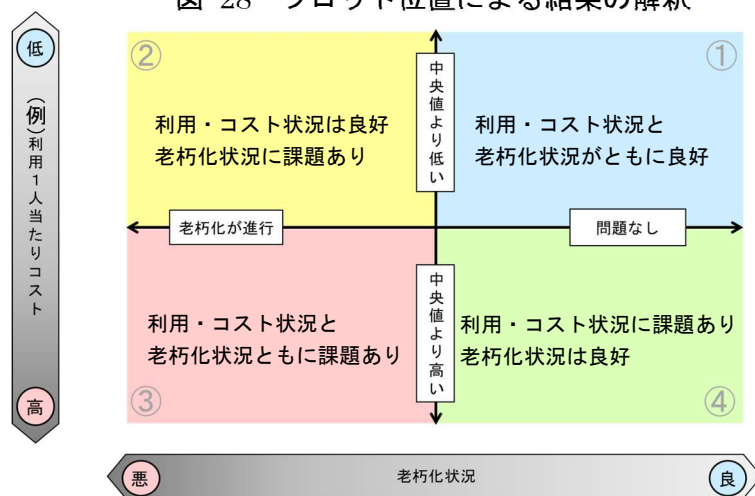 図 28 プロット位置による結果の解釈
低
(例)利用1人当たりコスト
高
②
利用・コスト状況は良好
老朽化状況に課題あり
中央値より低い
①
利用・コスト状況と
老朽化状況がともに良好
老朽化が進行
問題なし
利用・コスト状況と
老朽化状況ともに課題あり
③
中央値より高い
利用・コスト状況に課題あり
老朽化状況は良好
④
悪
老朽化状況
良